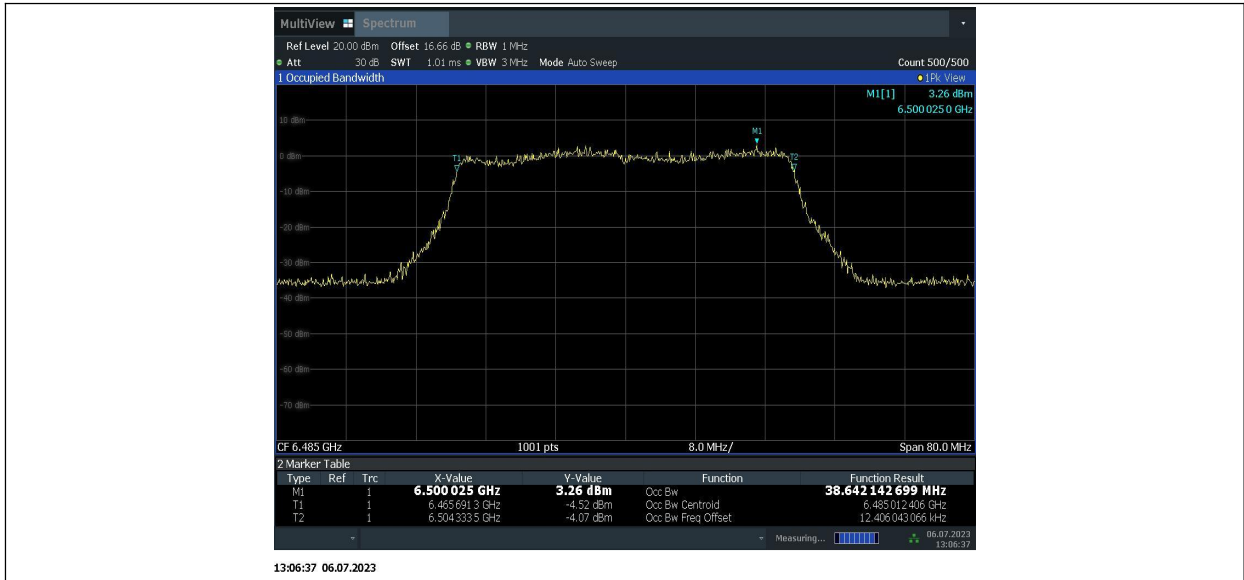 MultiView Spectrum
Ref Level 20.00 dBm Offset 16.66 dB RBW 1 MHz
Att 30 dB SWT 1.01 ms VBW 3 MHz Mode Auto Sweep Count 500/500
1 Occupied Bandwidth 1Pk View
M1[1] 3.26 dBm
6.500 025 0 GHz
10 dBm
M1
0 dBm
T1
T2
-10 dBm
-20 dBm
-30 dBm
-40 dBm
-50 dBm
-60 dBm
-70 dBm
CF 6.485 GHz 1001 pts 8.0 MHz/ Span 80.0 MHz
2 Marker Table
Type Ref Trc X-Value Y-Value Function Function Result
M1 1 6.500 025 GHz 3.26 dBm Occ Bw 38.642 142 699 MHz
T1 1 6.465 691 3 GHz -4.52 dBm Occ Bw Centroid 6.485 012 406 GHz
T2 1 6.504 333 5 GHz -4.07 dBm Occ Bw Freq Offset 12.406 043 066 kHz
Measuring... 06.07.2023
13:06:37
13:06:37 06.07.2023